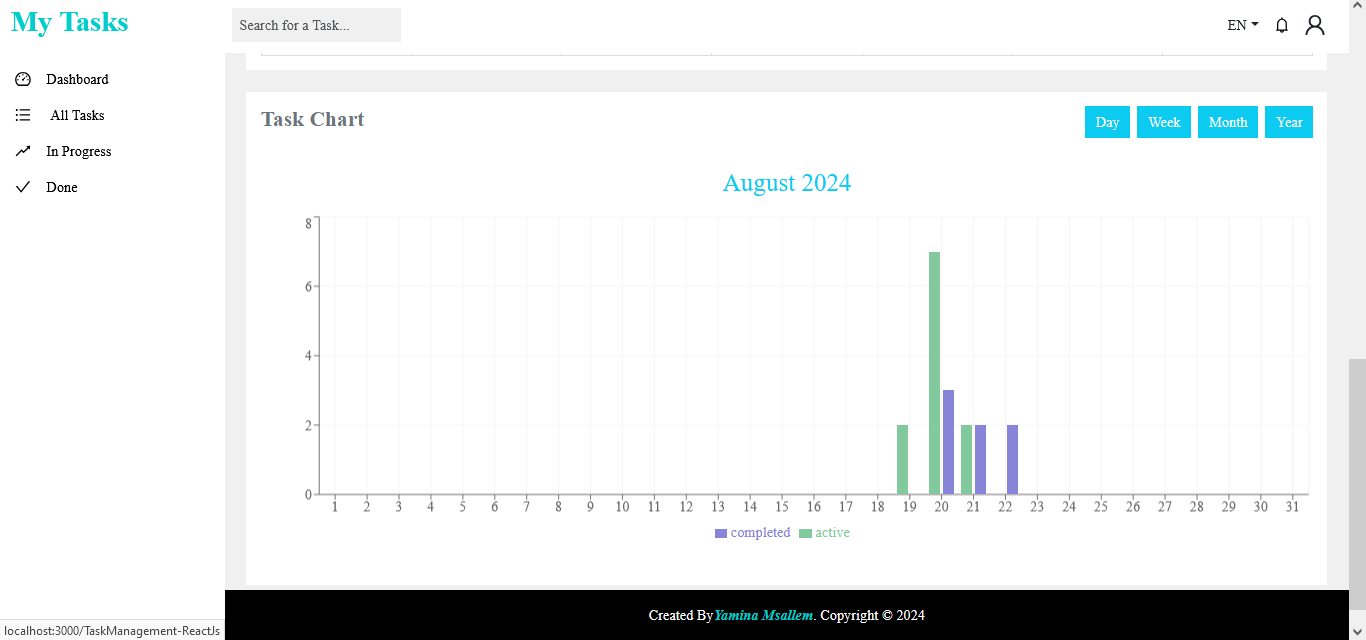 My Tasks
Search for a Task...
EN
Dashboard
All Tasks
In Progress
Done
Task Chart
Day Week Month Year
August 2024
8
6
4
2
0
1 2 3 4 5 6 7 8 9 10 11 12 13 14 15 16 17 18 19 20 21 22 23 24 25 26 27 28 29 30 31
completed active
Created By Yamina Msallem. Copyright © 2024
localhost:3000/TaskManagement-ReactJs